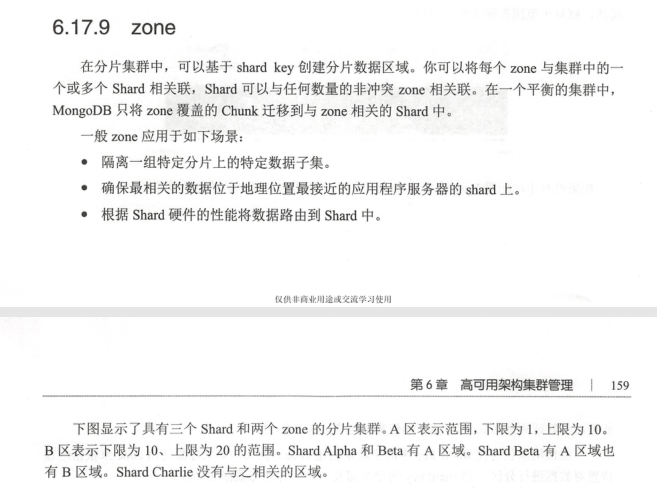 6.17.9 zone
在分片集群中，可以基于 shard key 创建分片数据区域。你可以将每个 zone 与集群中的一
个或多个 Shard 相关联，Shard 可以与任何数量的非冲突 zone 相关联。在一个平衡的集群中，
MongoDB 只将 zone 覆盖的 Chunk 迁移到与 zone 相关的 Shard 中。
一般 zone 应用于如下场景：
● 隔离一组特定分片上的特定数据子集。
● 确保最相关的数据位于地理位置最接近的应用程序服务器的 shard 上。
● 根据 Shard 硬件的性能将数据路由到 Shard 中。
仅供非商业用途或交流学习使用
第 6 章 高可用架构集群管理 | 159
下图显示了具有三个 Shard 和两个 zone 的分片集群。A 区表示范围，下限为 1，上限为 10。
B 区表示下限为 10、上限为 20 的范围。Shard Alpha 和 Beta 有 A 区域。Shard Beta 有 A 区域也
有 B 区域。Shard Charlie 没有与之相关的区域。